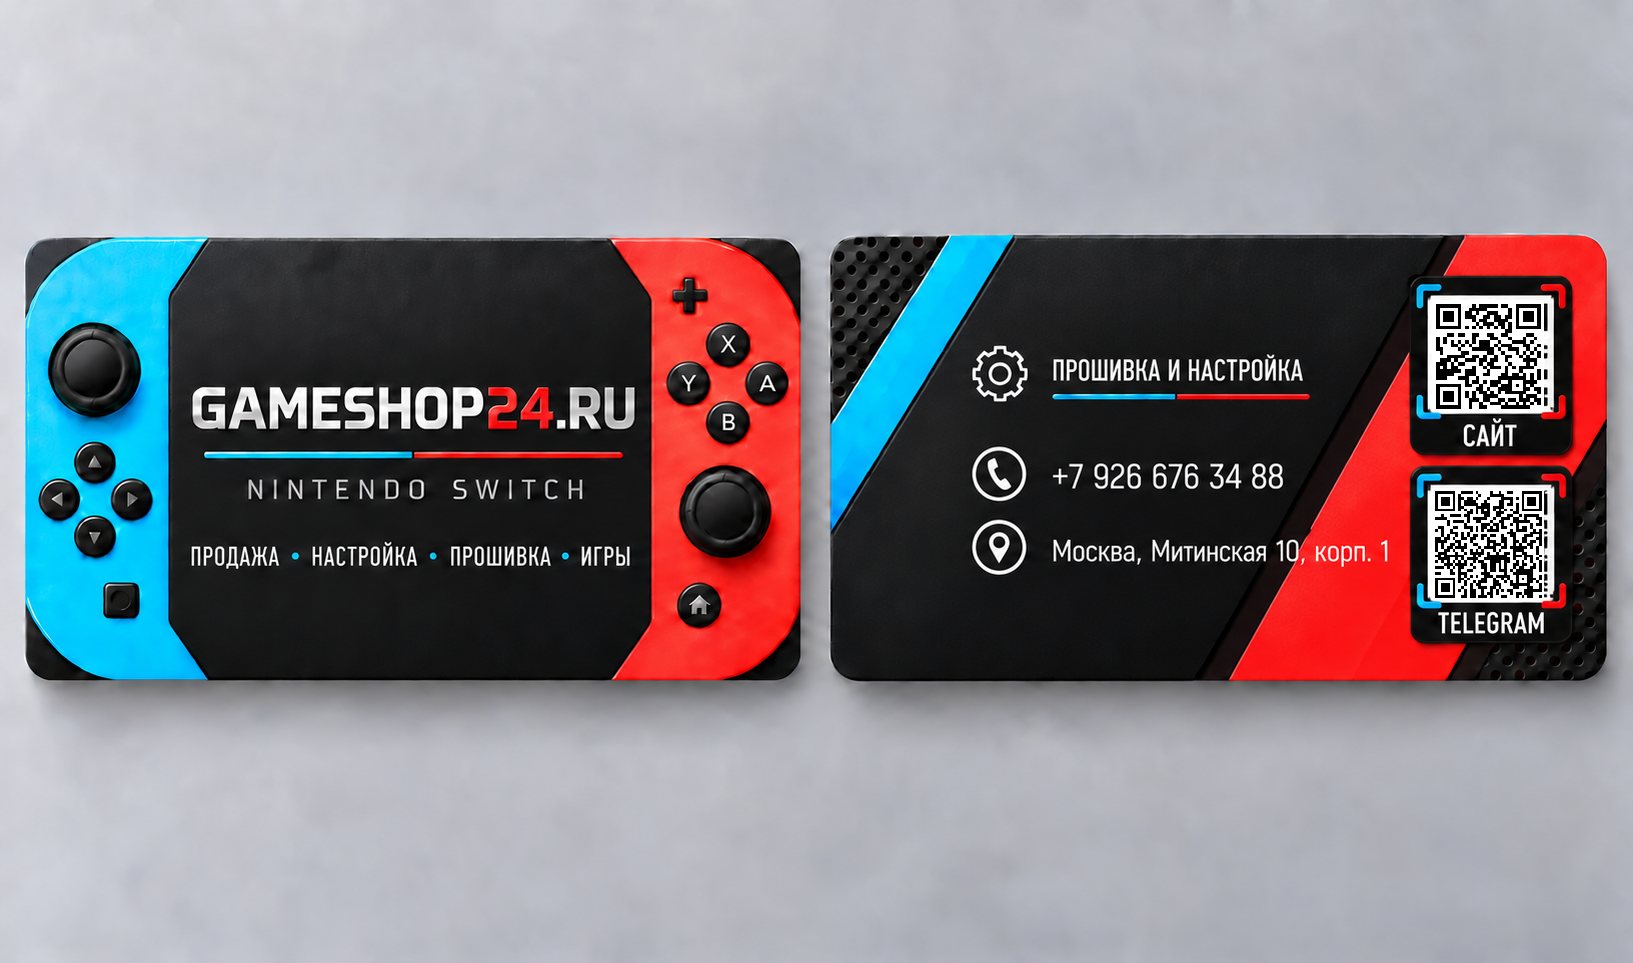 GAMESHOP24.RU
NINTENDO SWITCH
ПРОДАЖА • НАСТРОЙКА • ПРОШИВКА • ИГРЫ
X
Y A
B
ПРОШИВКА И НАСТРОЙКА
+7 926 676 34 88
Москва, Митинская 10, корп. 1
САЙТ
TELEGRAM